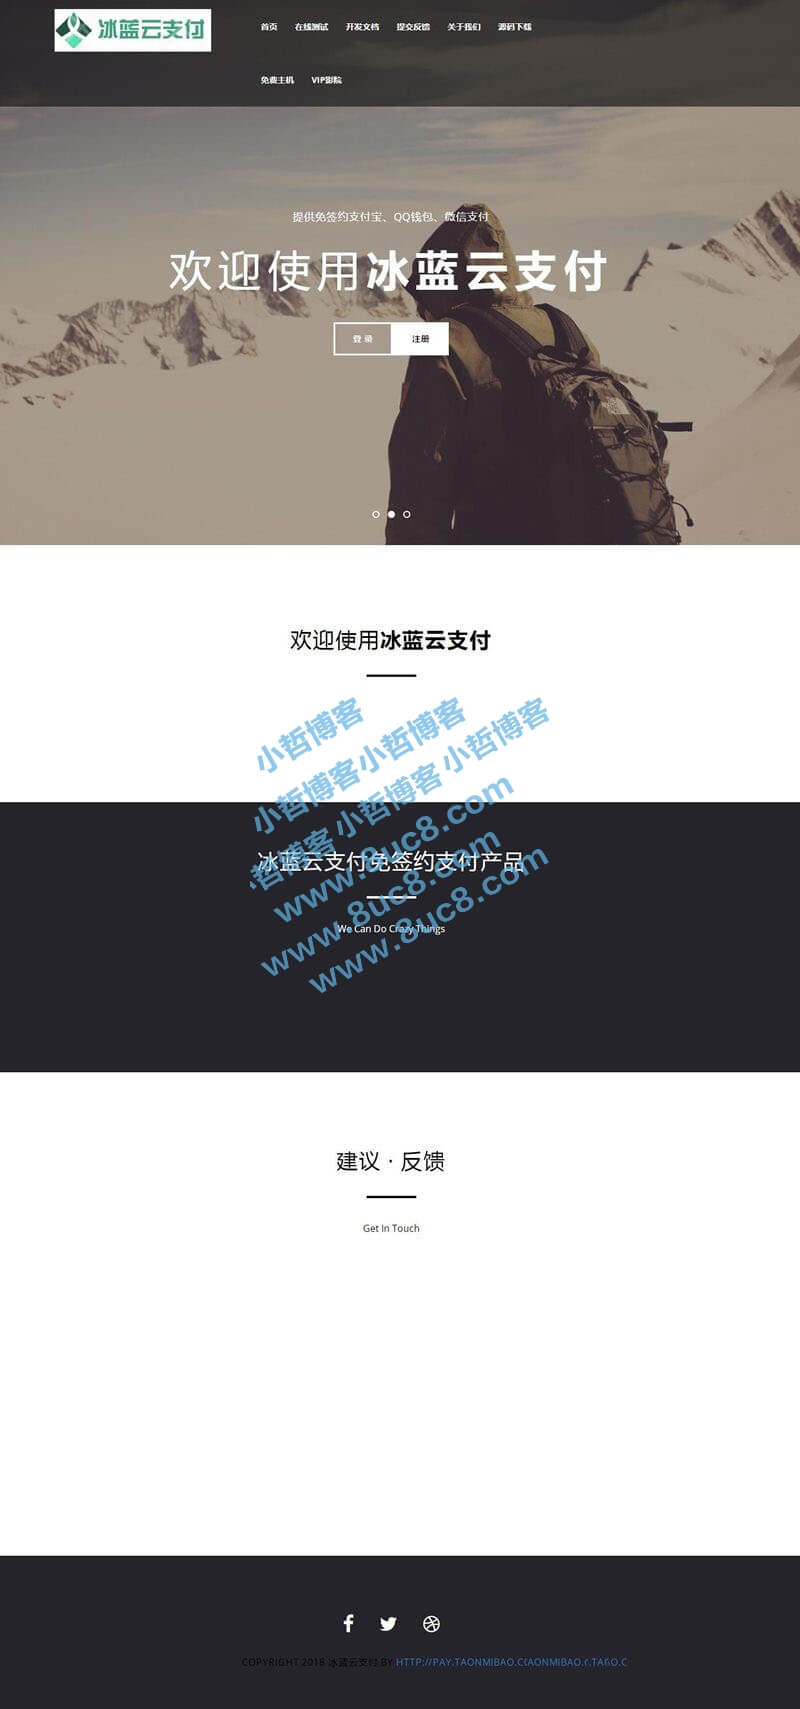 冰蓝云支付
首页 在线测试 开发文档 提交反馈 关于我们 源码下载
免费主机 VIP影院
提供免签约支付宝、QQ钱包、微信支付
欢迎使用冰蓝云支付
登录 注册
欢迎使用冰蓝云支付
小哲博客
小哲博客小哲博客
小哲博客小哲博客小哲博客
www.8uc8.com
www.8uc8.com
www.8uc8.com
冰蓝云支付免签约支付产品
We Can Do Crazy Things
建议 · 反馈
Get In Touch
COPYRIGHT 2018 冰蓝云支付 BY HTTP://PAY.TAONMIBAO.C